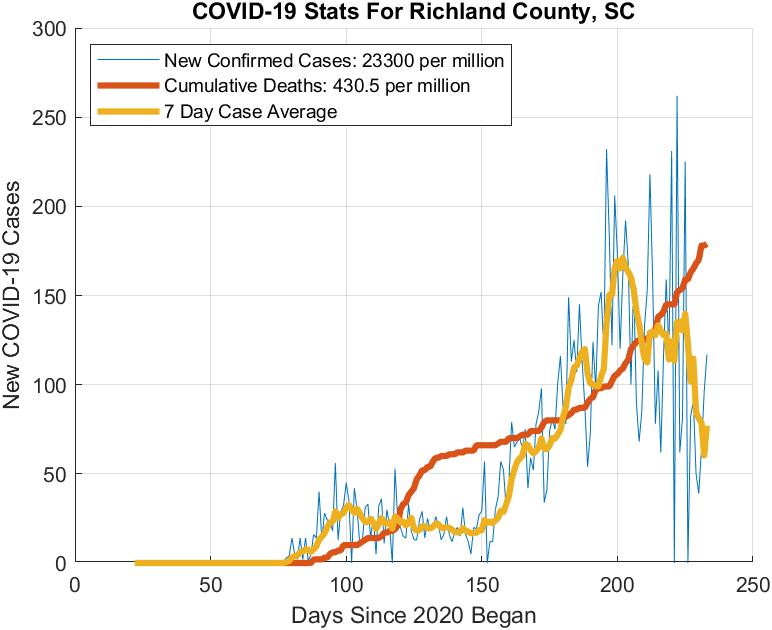 COVID-19 Stats For Richland County, SC
300
250
200
150
100
50
0
New COVID-19 Cases
New Confirmed Cases: 23300 per million
Cumulative Deaths: 430.5 per million
7 Day Case Average
0
50
100
150
200
250
Days Since 2020 Began